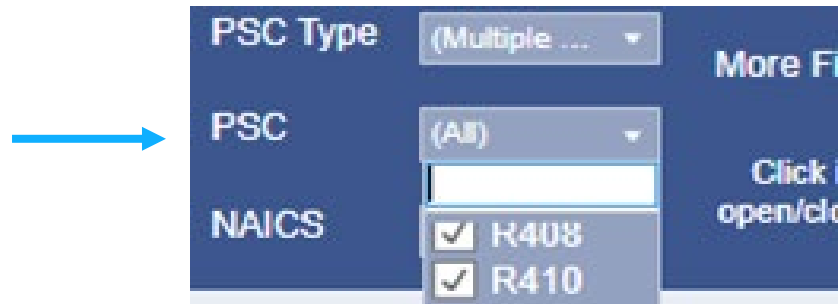 PSC Type (Multiple ...
More Fi
PSC (All)
Click i
open/clo
NAICS
R408
R410